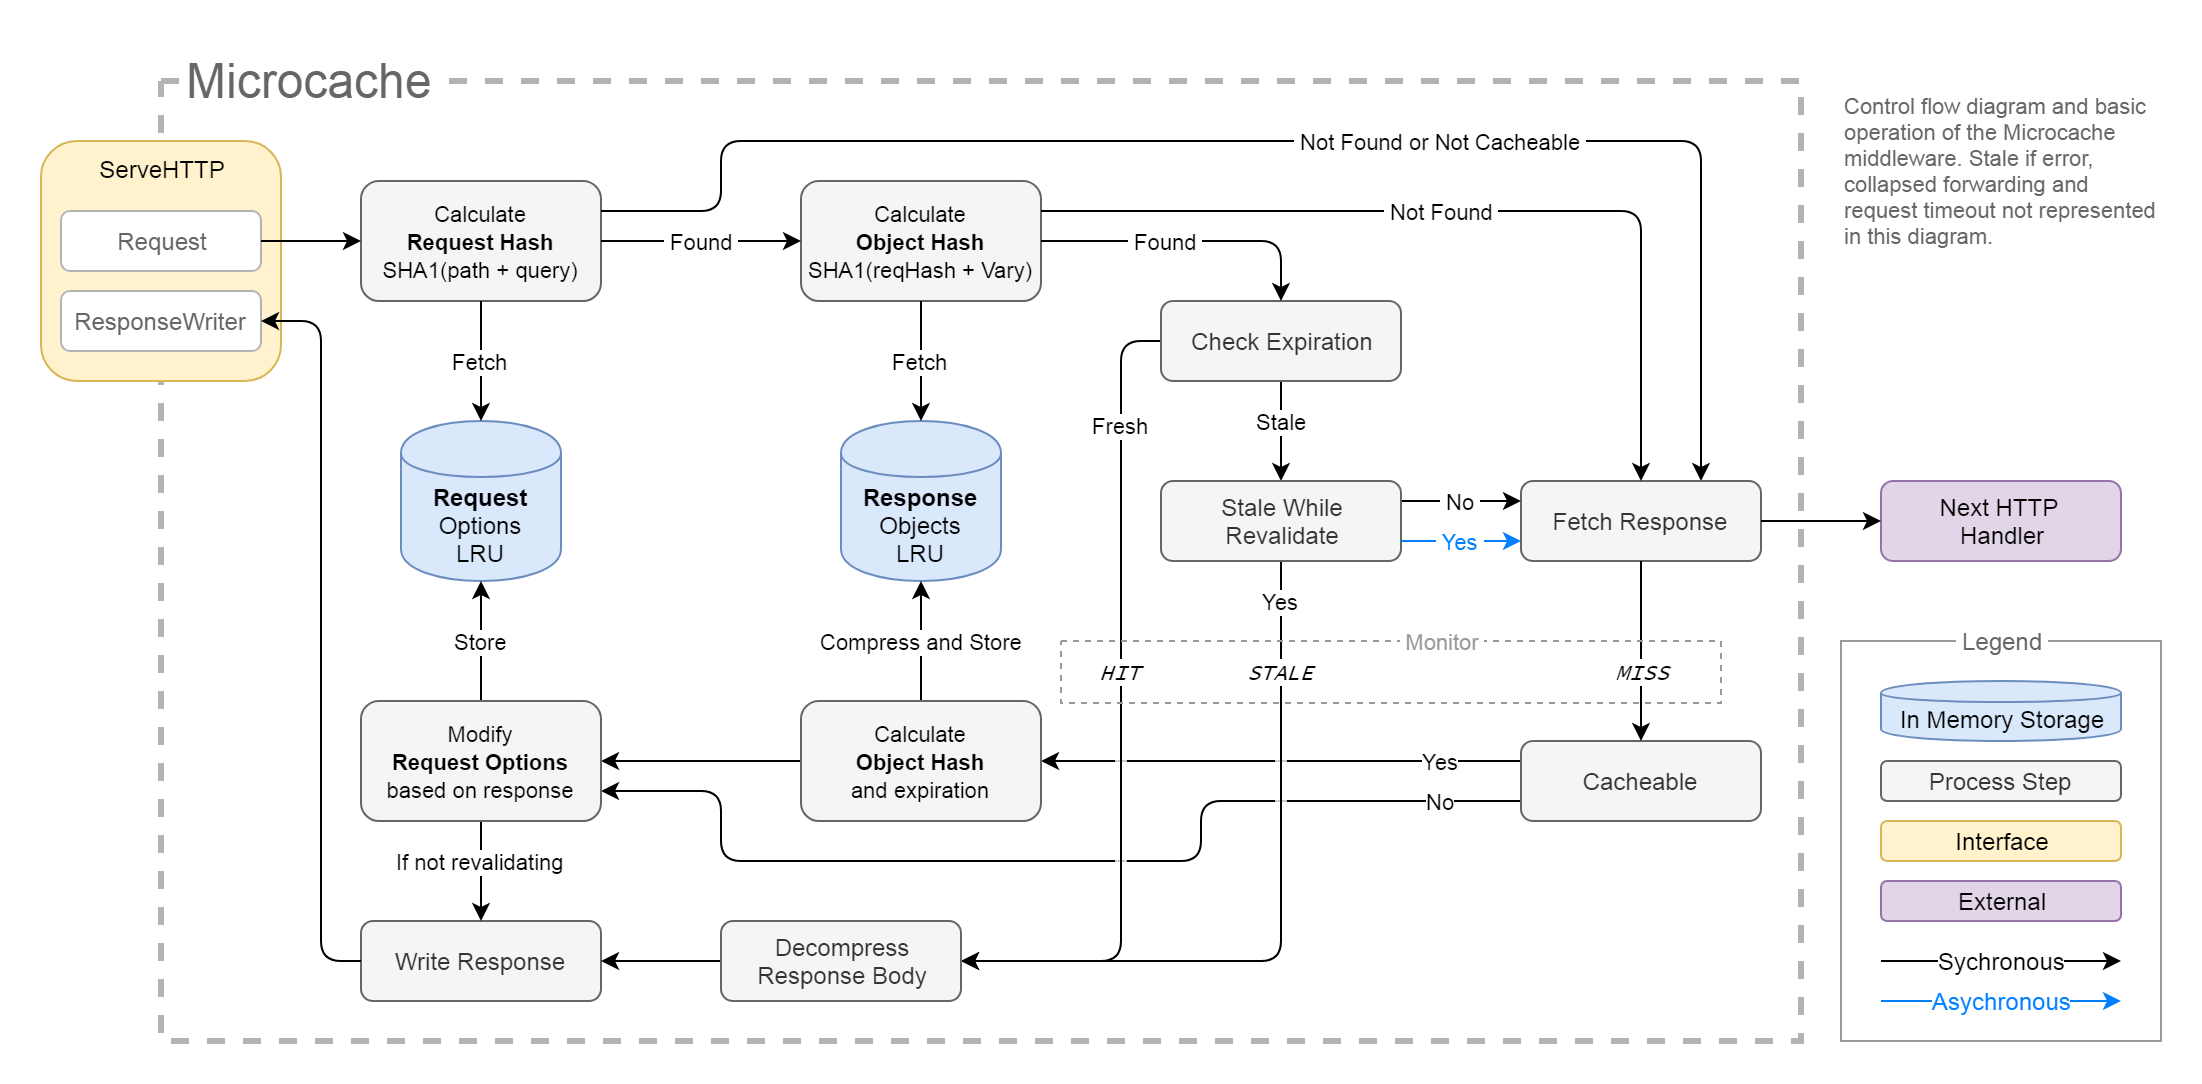 Microcache
Control flow diagram and basic
operation of the Microcache
middleware. Stale if error,
collapsed forwarding and
request timeout not represented
in this diagram.
ServeHTTP
Request
ResponseWriter
Calculate
Request Hash
SHA1(path + query)
Not Found or Not Cacheable
Found
Calculate
Object Hash
SHA1(reqHash + Vary)
Not Found
Found
Check Expiration
Fetch
Fetch
Fresh
Stale
Request
Options
LRU
Response
Objects
LRU
Stale While
Revalidate
No
Yes
Fetch Response
Next HTTP
Handler
Yes
Store
Compress and Store
Monitor
HIT
STALE
MISS
Modify
Request Options
based on response
Calculate
Object Hash
and expiration
Yes
No
Cacheable
If not revalidating
Write Response
Decompress
Response Body
Legend
In Memory Storage
Process Step
Interface
External
Sychronous
Asychronous